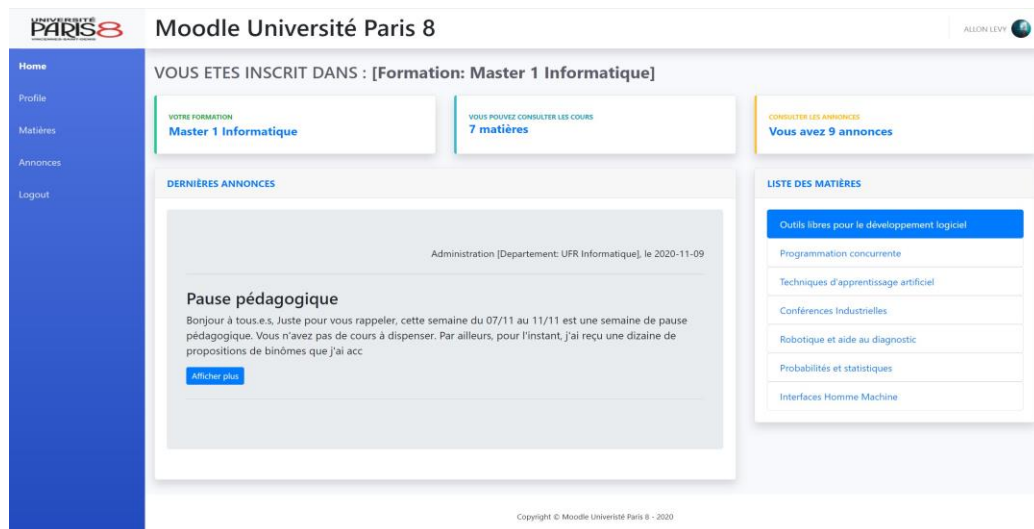 UNIVERSITÉ
PARIS8
VINCENNES-SAINT-DENIS
Moodle Université Paris 8
ALLON LEVY
Home
Profile
Matières
Annonces
Logout
VOUS ETES INSCRIT DANS : [Formation: Master 1 Informatique]
VOTRE FORMATION
Master 1 Informatique
VOUS POUVEZ CONSULTER LES COURS
7 matières
CONSULTER LES ANNONCES
Vous avez 9 annonces
DERNIÈRES ANNONCES
Administration [Departement: UFR Informatique], le 2020-11-09
Pause pédagogique
Bonjour à tous.e.s, Juste pour vous rappeler, cette semaine du 07/11 au 11/11 est une semaine de pause
pédagogique. Vous n'avez pas de cours à dispenser. Par ailleurs, pour l'instant, j'ai reçu une dizaine de
propositions de binômes que j'ai acc
Afficher plus
LISTE DES MATIÈRES
Outils libres pour le développement logiciel
Programmation concurrente
Techniques d'apprentissage artificiel
Conférences Industrielles
Robotique et aide au diagnostic
Probabilités et statistiques
Interfaces Homme Machine
Copyright © Moodle Univeristé Paris 8 - 2020